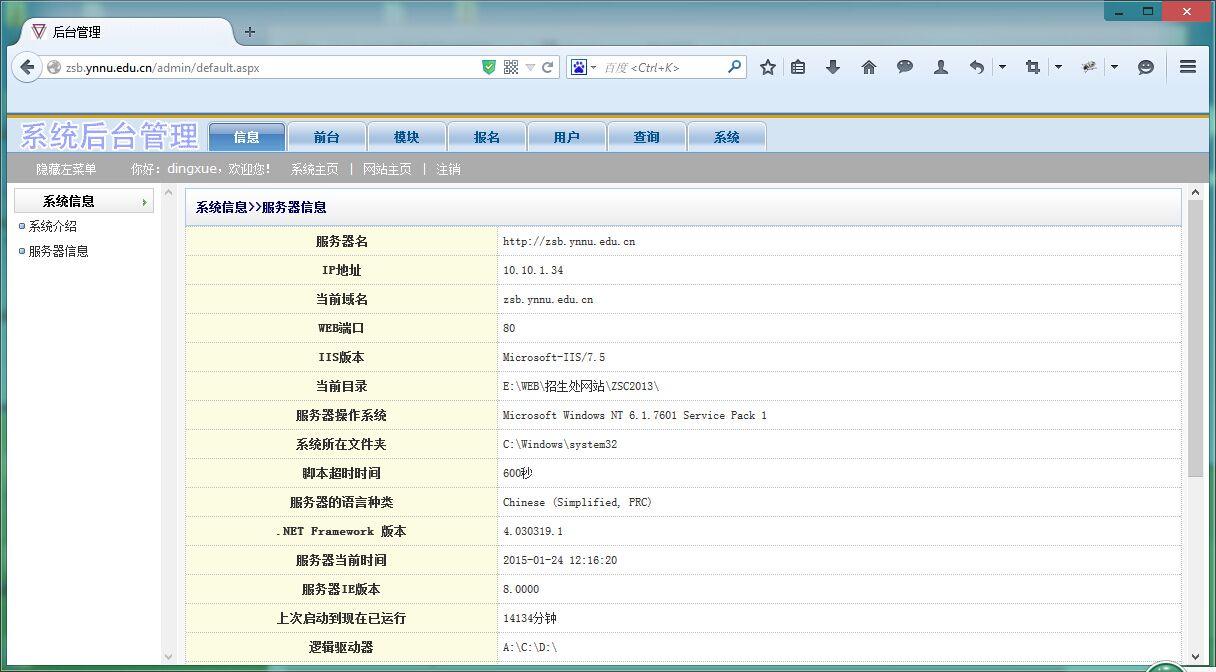 后台管理
zsb.ynnu.edu.cn/admin/default.aspx
百度 <Ctrl+K>
系统后台管理 信息 前台 模块 报名 用户 查询 系统
隐藏左菜单 你好：dingxue，欢迎您！ 系统主页 | 网站主页 | 注销
系统信息
系统介绍
服务器信息
系统信息>>服务器信息
服务器名 http://zsb.ynnu.edu.cn
IP地址 10.10.1.34
当前域名 zsb.ynnu.edu.cn
WEB端口 80
IIS版本 Microsoft-IIS/7.5
当前目录 E:\WEB\招生处网站\ZSC2013\
服务器操作系统 Microsoft Windows NT 6.1.7601 Service Pack 1
系统所在文件夹 C:\Windows\system32
脚本超时时间 600秒
服务器的语言种类 Chinese (Simplified, PRC)
.NET Framework 版本 4.030319.1
服务器当前时间 2015-01-24 12:16:20
服务器IE版本 8.0000
上次启动到现在已运行 14134分钟
逻辑驱动器 A:\C:\D:\